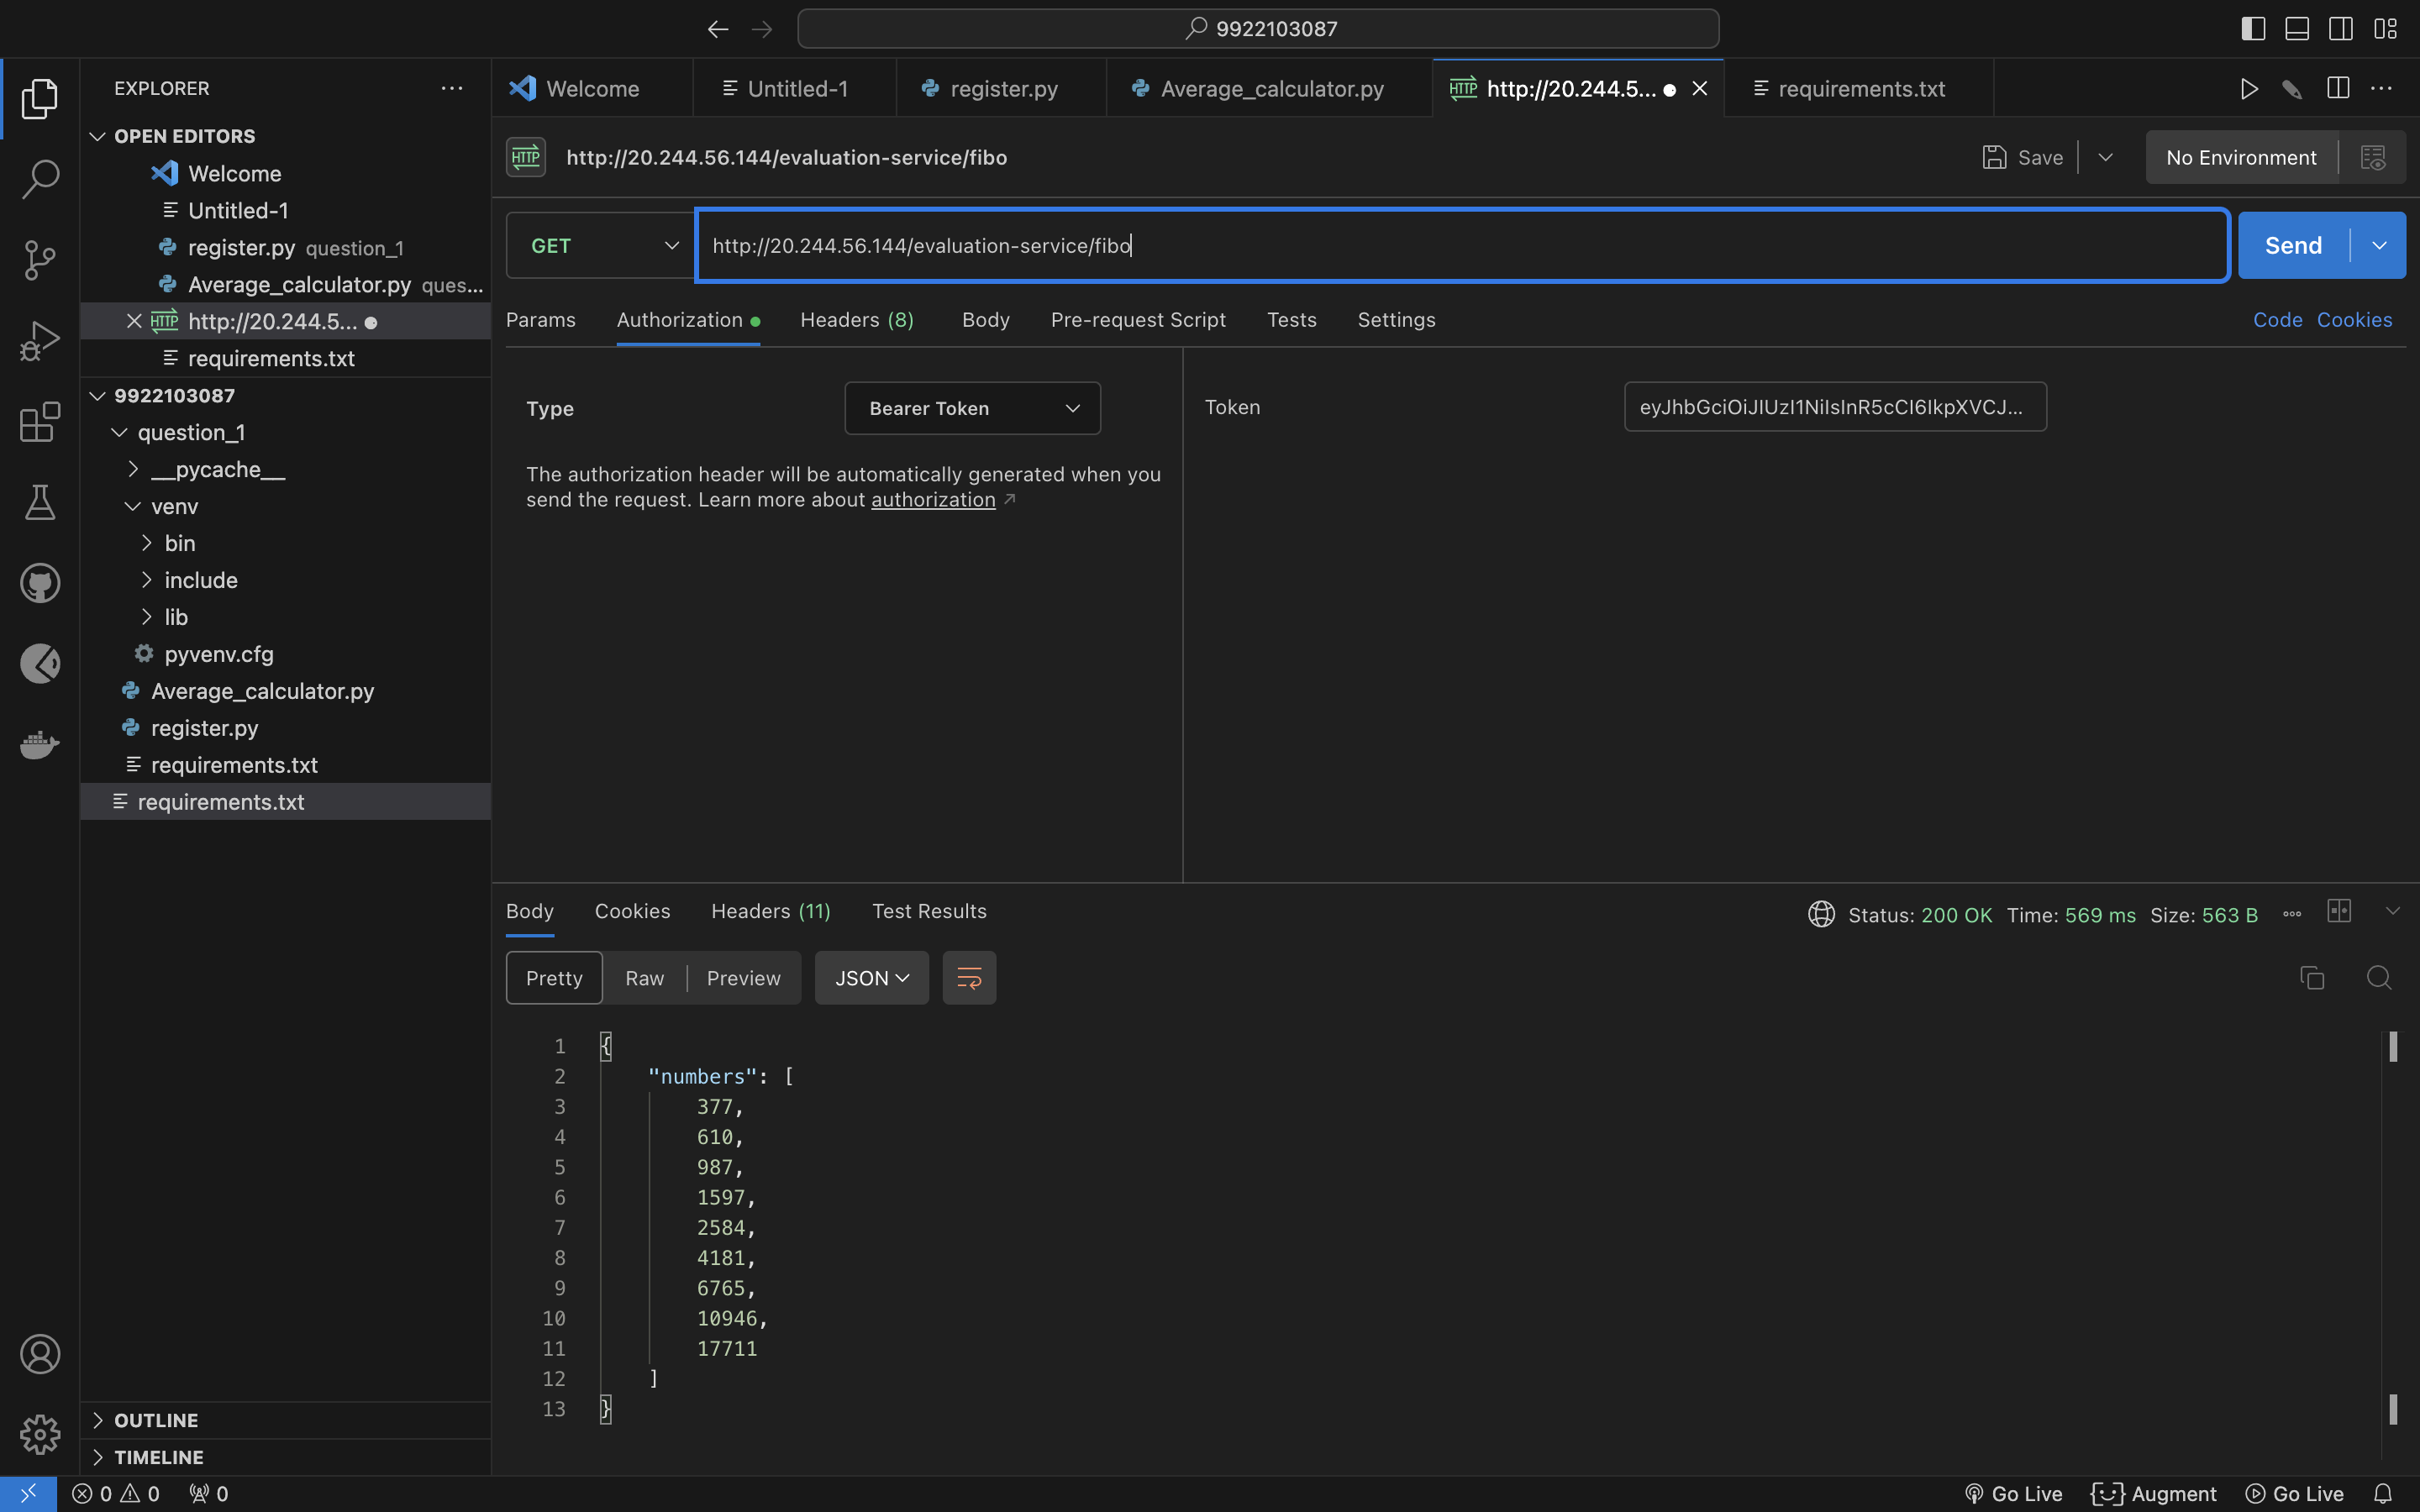 9922103087
EXPLORER
OPEN EDITORS
Welcome
Untitled-1
register.py question_1
Average_calculator.py ques...
HTTP http://20.244.5...
requirements.txt
9922103087
question_1
__pycache__
venv
bin
include
lib
pyvenv.cfg
Average_calculator.py
register.py
requirements.txt
requirements.txt
OUTLINE
TIMELINE
Welcome
Untitled-1
register.py
Average_calculator.py
HTTP http://20.244.5...
requirements.txt
HTTP http://20.244.56.144/evaluation-service/fibo
Save
No Environment
GET
http://20.244.56.144/evaluation-service/fibo
Send
Params Authorization Headers (8) Body Pre-request Script Tests Settings Code Cookies
Type Bearer Token
The authorization header will be automatically generated when you
send the request. Learn more about authorization
Token eyJhbGciOiJIUzI1NiIsInR5cCI6IkpXVCJ...
Body Cookies Headers (11) Test Results
Status: 200 OK Time: 569 ms Size: 563 B
Pretty Raw Preview JSON
1 {
2 "numbers": [
3 377,
4 610,
5 987,
6 1597,
7 2584,
8 4181,
9 6765,
10 10946,
11 17711
12 ]
13 }
0 0 0
Go Live Augment Go Live